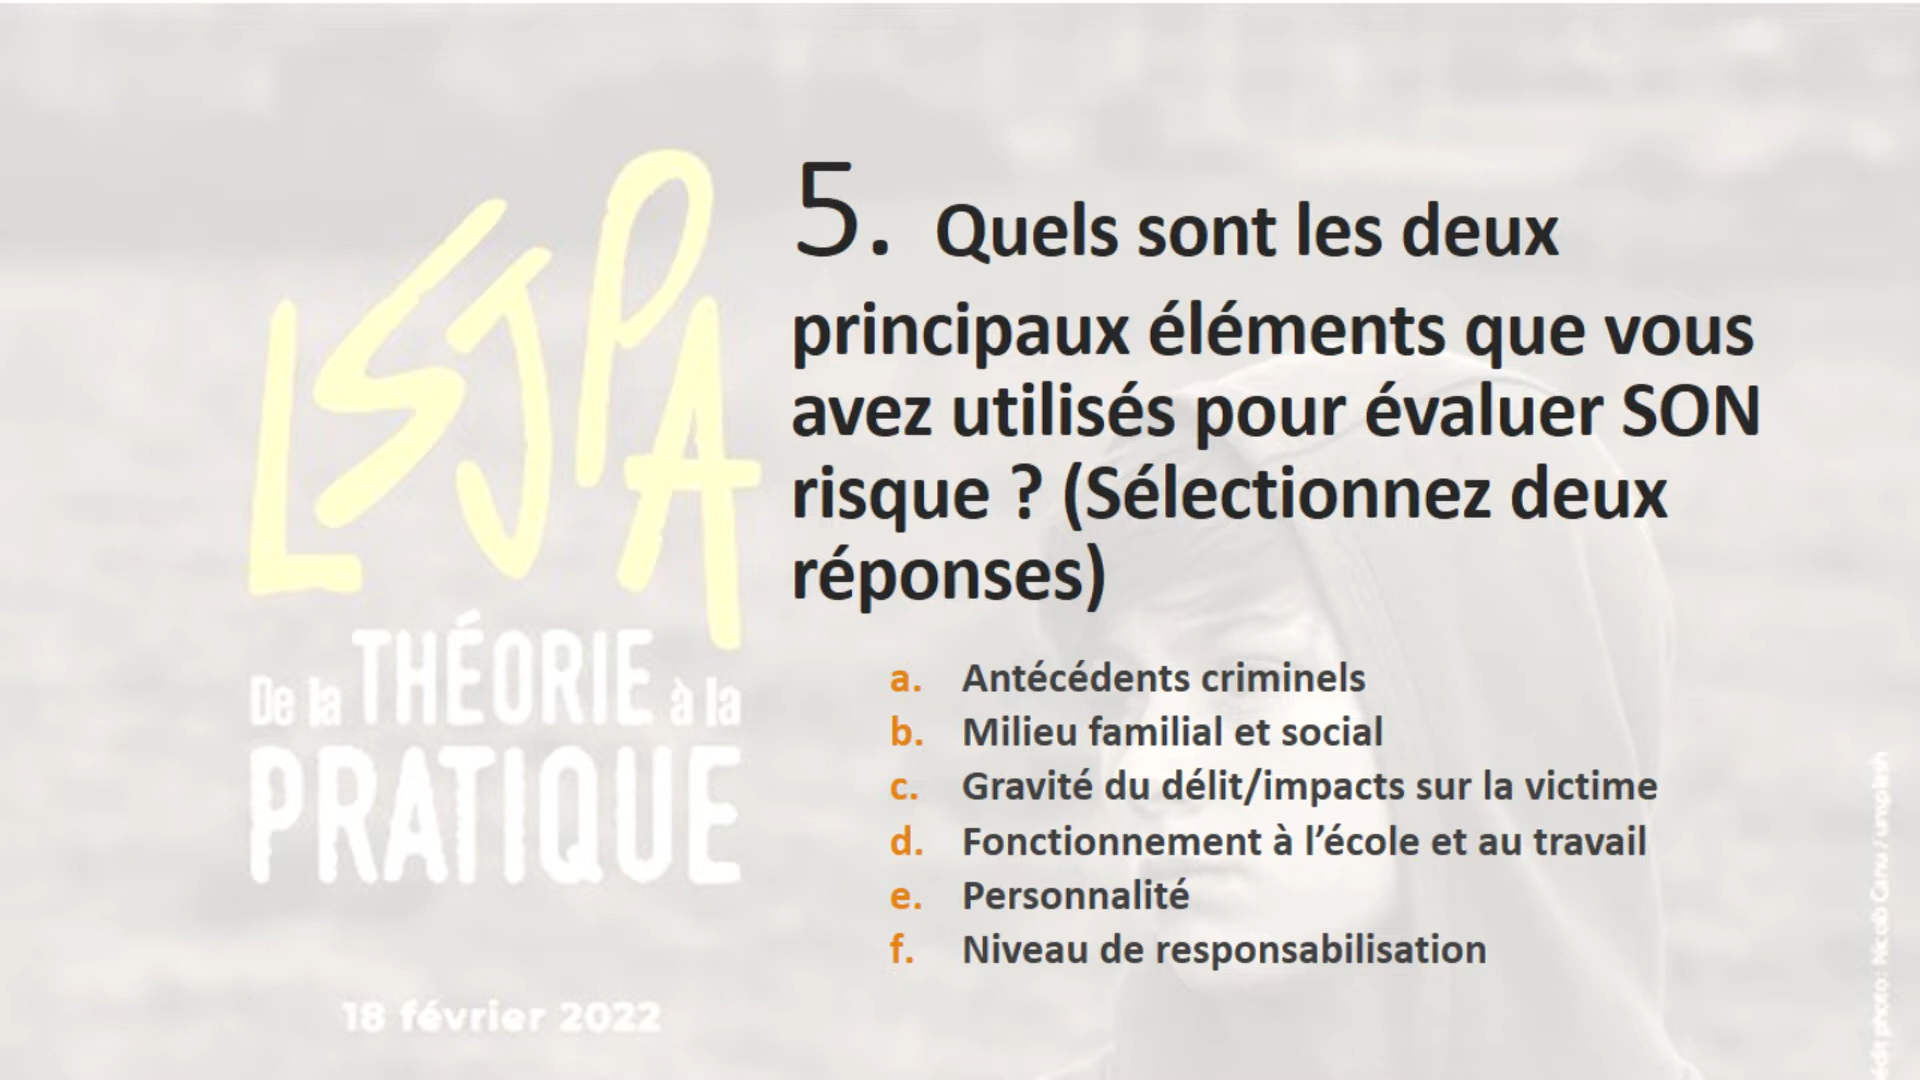 LSJPA
De la THÉORIE à la
PRATIQUE
18 février 2022
5. Quels sont les deux
principaux éléments que vous
avez utilisés pour évaluer SON
risque ? (Sélectionnez deux
réponses)
a. Antécédents criminels
b. Milieu familial et social
c. Gravité du délit/impacts sur la victime
d. Fonctionnement à l’école et au travail
e. Personnalité
f. Niveau de responsabilisation
photo:
/ unsplash